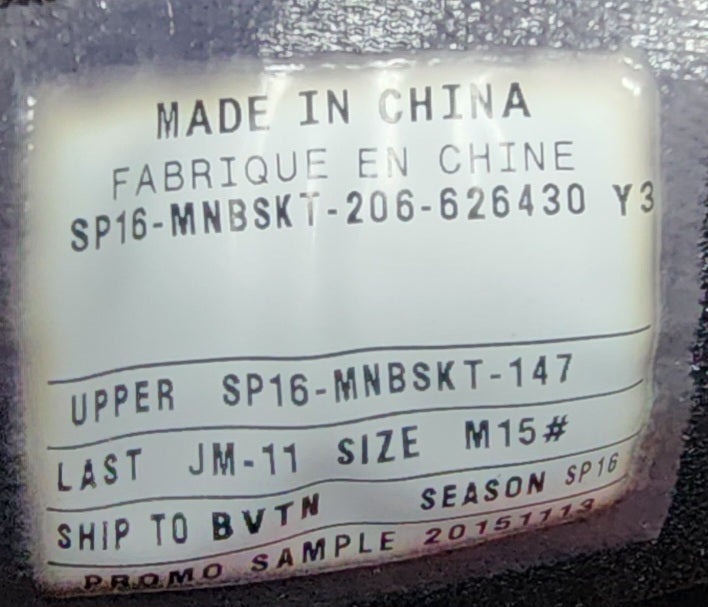 MADE IN CHINA
FABRIQUE EN CHINE
SP16-MNBSKT-206-626430 Y3
UPPER SP16-MNBSKT-147
LAST JM-11 SIZE M15#
SHIP TO BVTN SEASON SP16
PROMO SAMPLE 20151113